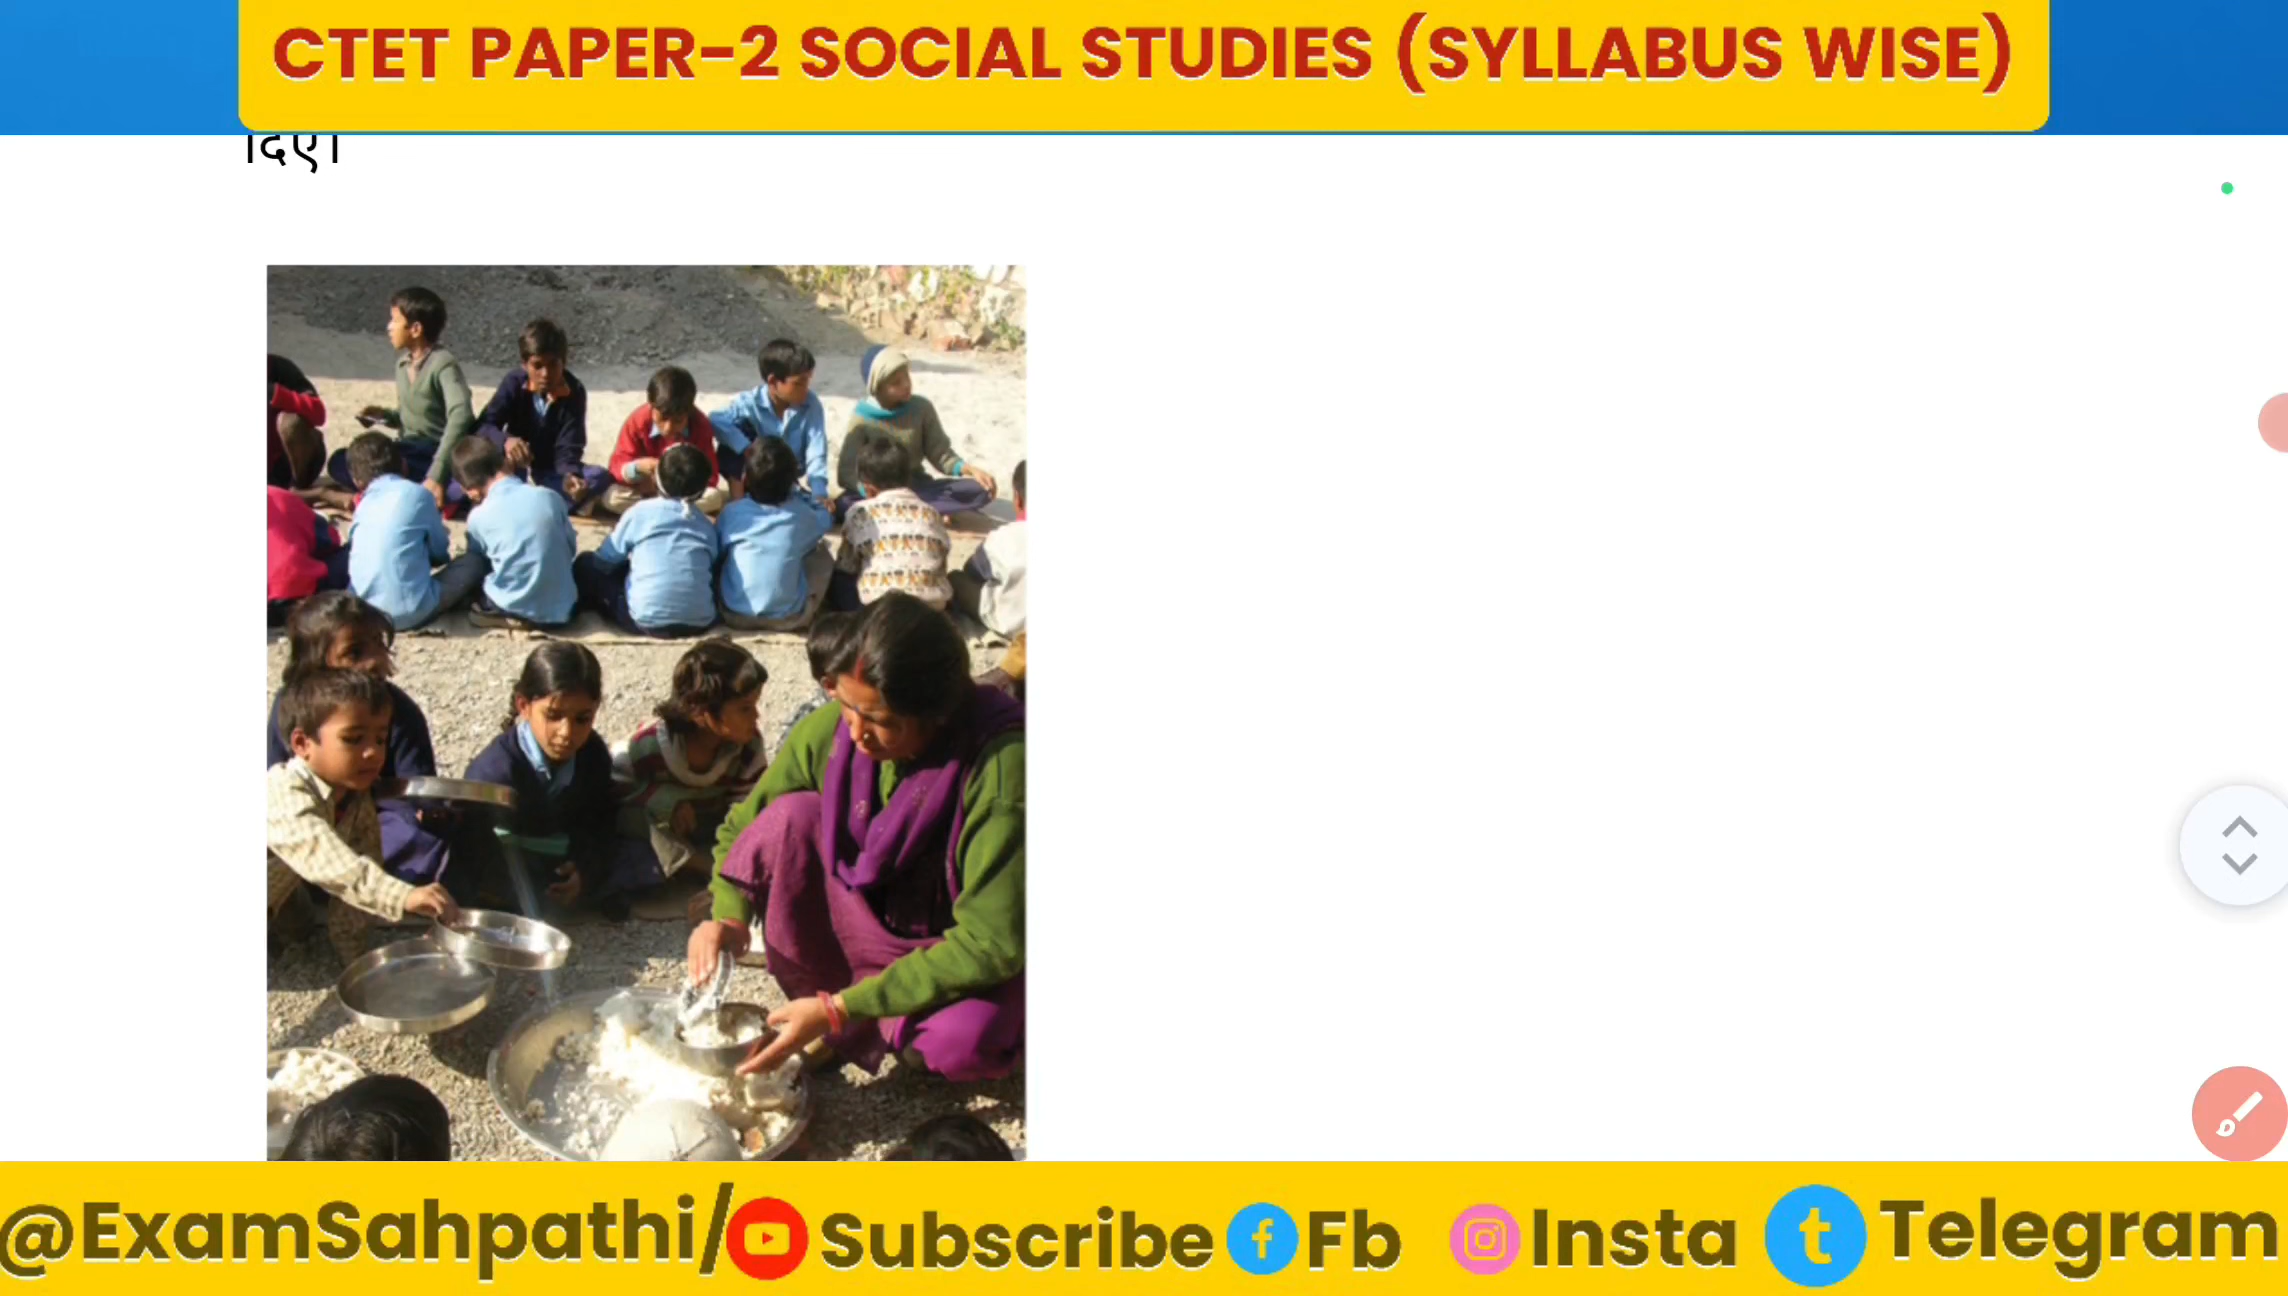 CTET PAPER-2 SOCIAL STUDIES (SYLLABUS WISE)
दिए।
@ExamSahpathi/ Subscribe Fb Insta Telegram